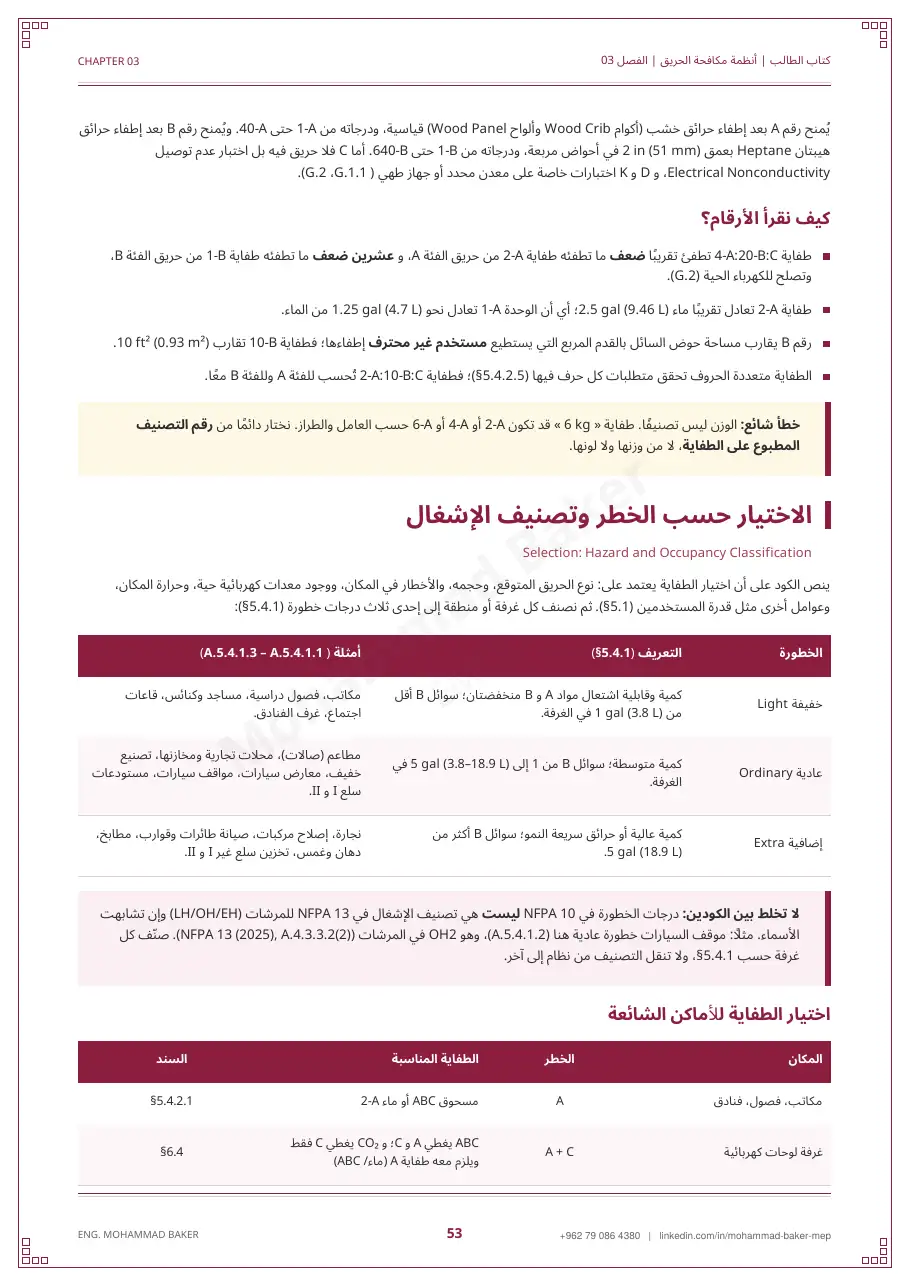 CHAPTER 03
كتاب الطالب | أنظمة مكافحة الحريق | الفصل 03
يُمنح رقم A بعد إطفاء حرائق خشب (أكوام Wood Crib وألواح Wood Panel) قياسية، ودرجاته من 1-A حتى 40-A. ويُمنح رقم B بعد إطفاء حرائق
هيبتان Heptane بعمق 2 in (51 mm) في أحواض مربعة، ودرجاته من 1-B حتى 640-B. أما C فلا حريق فيه بل اختبار عدم توصيل
Electrical Nonconductivity، و D و K اختبارات خاصة على معدن محدد أو جهاز طهي (G.1.1، G.2).
كيف نقرأ الأرقام؟
طفاية 4-A:20-B:C تطفئ تقريبًا ضعف ما تطفئه طفاية 2-A من حريق الفئة A، و عشرين ضعف ما تطفئه طفاية 1-B من حريق الفئة B،
وتصلح للكهرباء الحية (G.2).
طفاية 2-A تعادل تقريبًا ماء 2.5 gal (9.46 L)؛ أي أن الوحدة 1-A تعادل نحو 1.25 gal (4.7 L) من الماء.
رقم B يقارب مساحة حوض السائل بالقدم المربع التي يستطيع مستخدم غير محترف إطفاءها؛ فطفاية 10-B تقارب 10 ft² (0.93 m²).
الطفاية متعددة الحروف تحقق متطلبات كل حرف فيها (§5.4.2.5)؛ فطفاية 2-A:10-B:C تُحسب للفئة A وللفئة B معًا.
خطأ شائع: الوزن ليس تصنيفًا. طفاية « 6 kg » قد تكون 2-A أو 4-A أو 6-A حسب العامل والطراز. نختار دائمًا من رقم التصنيف
المطبوع على الطفاية، لا من وزنها ولا لونها.
الاختيار حسب الخطر وتصنيف الإشغال
Selection: Hazard and Occupancy Classification
ينص الكود على أن اختيار الطفاية يعتمد على: نوع الحريق المتوقع، وحجمه، والأخطار في المكان، ووجود معدات كهربائية حية، وحرارة المكان،
وعوامل أخرى مثل قدرة المستخدمين (§5.1). ثم نصنف كل غرفة أو منطقة إلى إحدى ثلاث درجات خطورة (§5.4.1):
الخطورة
التعريف (§5.4.1)
أمثلة (A.5.4.1.1 – A.5.4.1.3)
خفيفة Light
كمية وقابلية اشتعال مواد A و B منخفضتان؛ سوائل B أقل
من 1 gal (3.8 L) في الغرفة.
مكاتب، فصول دراسية، مساجد وكنائس، قاعات
اجتماع، غرف الفنادق.
عادية Ordinary
كمية متوسطة؛ سوائل B من 1 إلى 5 gal (3.8–18.9 L) في
الغرفة.
مطاعم (صالات)، محلات تجارية ومخازنها، تصنيع
خفيف، معارض سيارات، مواقف سيارات، مستودعات
سلع I و II.
إضافية Extra
كمية عالية أو حرائق سريعة النمو؛ سوائل B أكثر من
5 gal (18.9 L).
نجارة، إصلاح مركبات، صيانة طائرات وقوارب، مطابخ،
دهان وغمس، تخزين سلع غير I و II.
لا تخلط بين الكودين: درجات الخطورة في NFPA 10 ليست هي تصنيف الإشغال في NFPA 13 للمرشات (LH/OH/EH) وإن تشابهت
الأسماء. مثلًا: موقف السيارات خطورة عادية هنا (A.5.4.1.2)، وهو OH2 في المرشات (NFPA 13 (2025), A.4.3.3.2(2)). صنّف كل
غرفة حسب §5.4.1، ولا تنقل التصنيف من نظام إلى آخر.
اختيار الطفاية للأماكن الشائعة
المكان
الخطر
الطفاية المناسبة
السند
مكاتب، فصول، فنادق
A
مسحوق ABC أو ماء 2-A
§5.4.2.1
غرفة لوحات كهربائية
A + C
ABC يغطي A و C؛ و CO₂ يغطي C فقط
ويلزم معه طفاية A (ماء/ ABC)
§6.4
ENG. MOHAMMAD BAKER
53
+962 79 086 4380 | linkedin.com/in/mohammad-baker-mep
Mohammad Baker